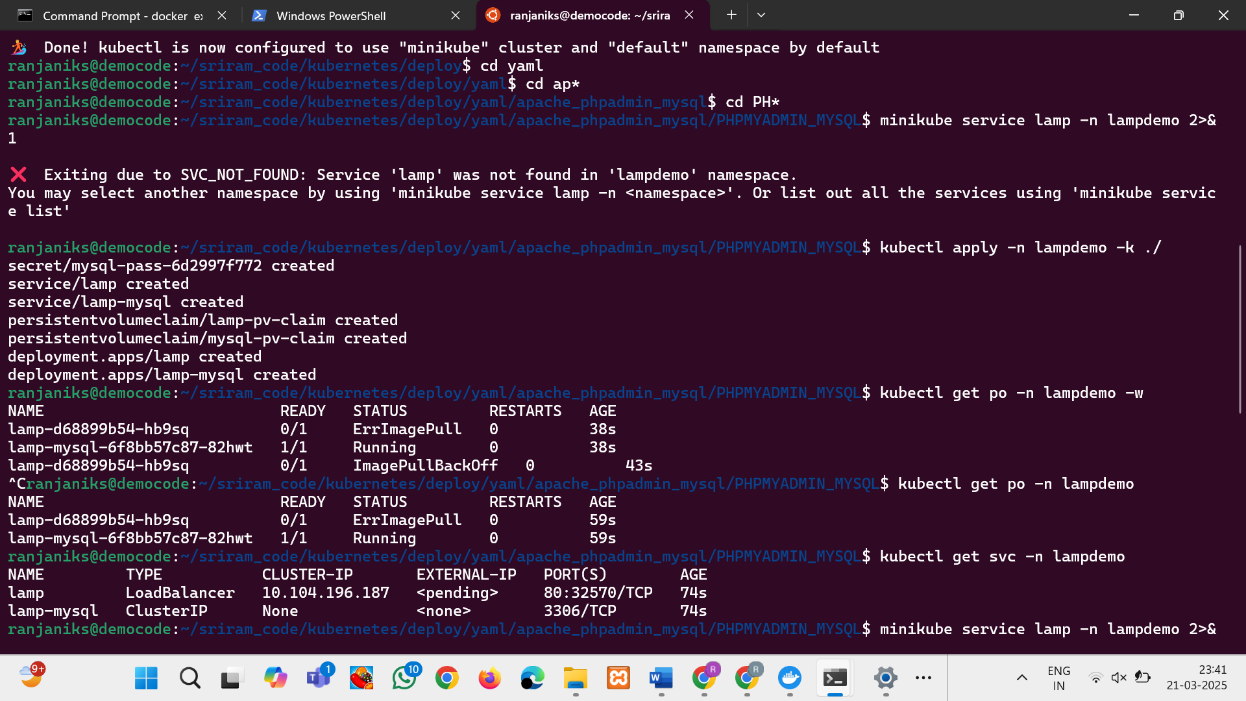 Command Prompt - docker ex
Windows PowerShell
ranjaniks@democode: ~/srira
Done! kubectl is now configured to use "minikube" cluster and "default" namespace by default
ranjaniks@democode:~/sriram_code/kubernetes/deploy$ cd yaml
ranjaniks@democode:~/sriram_code/kubernetes/deploy/yaml$ cd ap*
ranjaniks@democode:~/sriram_code/kubernetes/deploy/yaml/apache_phpadmin_mysql$ cd PH*
ranjaniks@democode:~/sriram_code/kubernetes/deploy/yaml/apache_phpadmin_mysql/PHPMYADMIN_MYSQL$ minikube service lamp -n lampdemo 2>&
1
❌ Exiting due to SVC_NOT_FOUND: Service 'lamp' was not found in 'lampdemo' namespace.
You may select another namespace by using 'minikube service lamp -n <namespace>'. Or list out all the services using 'minikube servic
e list'
ranjaniks@democode:~/sriram_code/kubernetes/deploy/yaml/apache_phpadmin_mysql/PHPMYADMIN_MYSQL$ kubectl apply -n lampdemo -k ./
secret/mysql-pass-6d2997f772 created
service/lamp created
service/lamp-mysql created
persistentvolumeclaim/lamp-pv-claim created
persistentvolumeclaim/mysql-pv-claim created
deployment.apps/lamp created
deployment.apps/lamp-mysql created
ranjaniks@democode:~/sriram_code/kubernetes/deploy/yaml/apache_phpadmin_mysql/PHPMYADMIN_MYSQL$ kubectl get po -n lampdemo -w
NAME READY STATUS RESTARTS AGE
lamp-d68899b54-hb9sq 0/1 ErrImagePull 0 38s
lamp-mysql-6f8bb57c87-82hwt 1/1 Running 0 38s
lamp-d68899b54-hb9sq 0/1 ImagePullBackOff 0 43s
^Cranjaniks@democode:~/sriram_code/kubernetes/deploy/yaml/apache_phpadmin_mysql/PHPMYADMIN_MYSQL$ kubectl get po -n lampdemo
NAME READY STATUS RESTARTS AGE
lamp-d68899b54-hb9sq 0/1 ErrImagePull 0 59s
lamp-mysql-6f8bb57c87-82hwt 1/1 Running 0 59s
ranjaniks@democode:~/sriram_code/kubernetes/deploy/yaml/apache_phpadmin_mysql/PHPMYADMIN_MYSQL$ kubectl get svc -n lampdemo
NAME TYPE CLUSTER-IP EXTERNAL-IP PORT(S) AGE
lamp LoadBalancer 10.104.196.187 <pending> 80:32570/TCP 74s
lamp-mysql ClusterIP None <none> 3306/TCP 74s
ranjaniks@democode:~/sriram_code/kubernetes/deploy/yaml/apache_phpadmin_mysql/PHPMYADMIN_MYSQL$ minikube service lamp -n lampdemo 2>&
9+
1
10
R
R
ENG
IN
23:41
21-03-2025